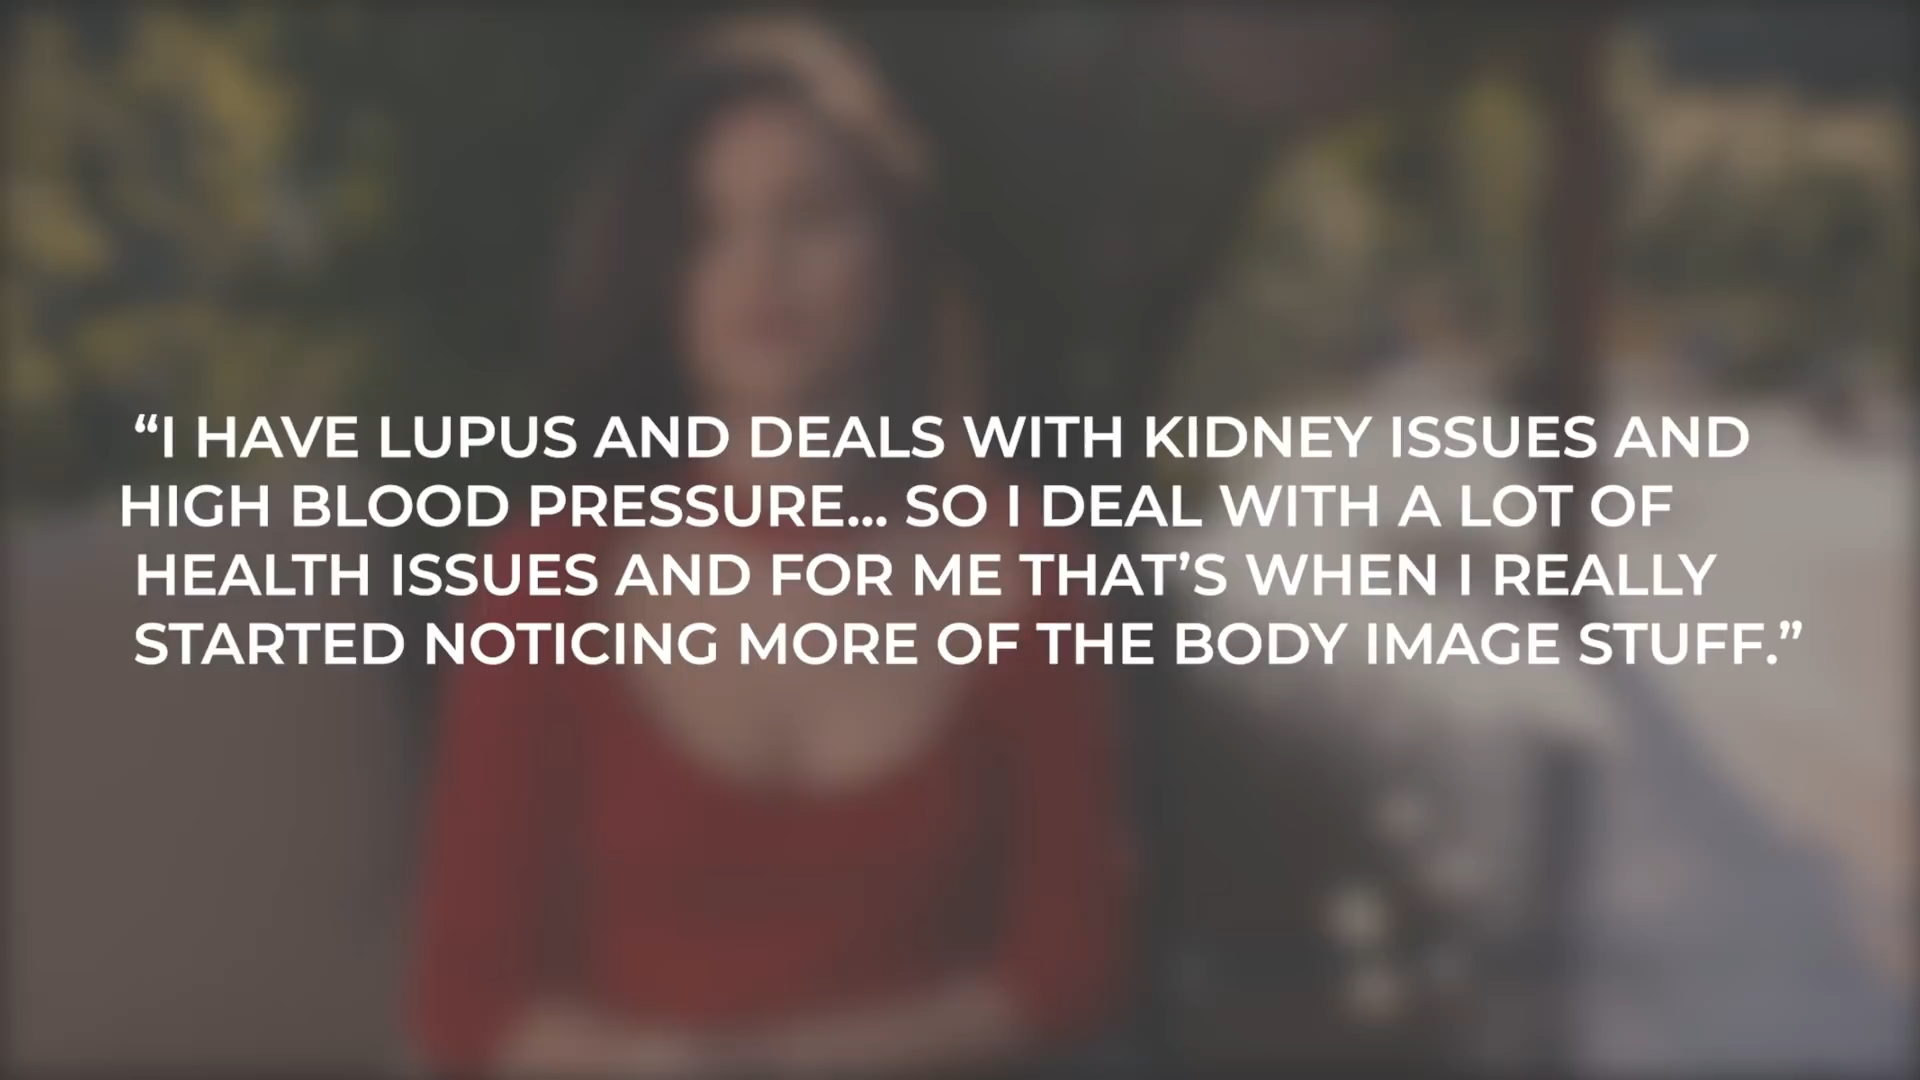 “I HAVE LUPUS AND DEALS WITH KIDNEY ISSUES AND
HIGH BLOOD PRESSURE... SO I DEAL WITH A LOT OF
HEALTH ISSUES AND FOR ME THAT’S WHEN I REALLY
STARTED NOTICING MORE OF THE BODY IMAGE STUFF.”